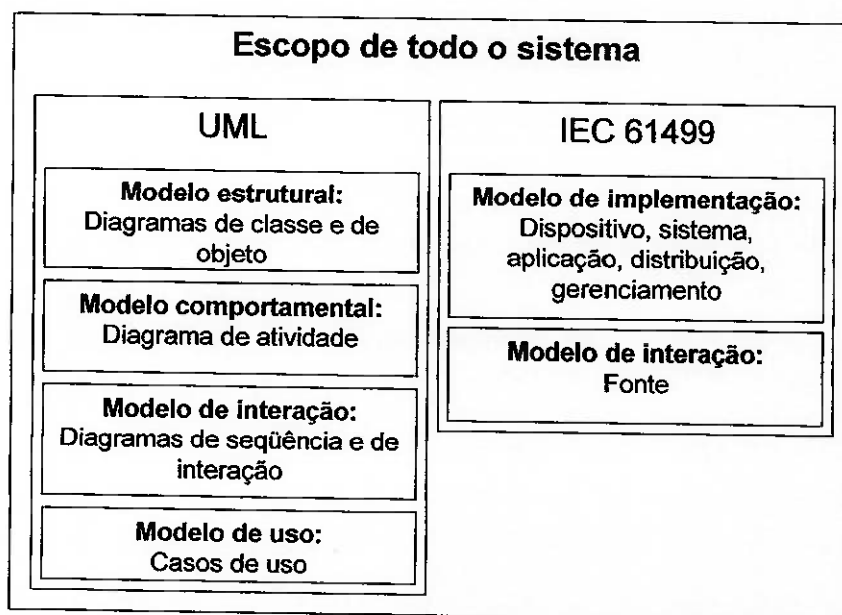 Escopo de todo o sistema
UML
Modelo estrutural:
Diagramas de classe e de
objeto
Modelo comportamental:
Diagrama de atividade
Modelo de interação:
Diagramas de seqüência e de
interação
Modelo de uso:
Casos de uso
IEC 61499
Modelo de implementação:
Dispositivo, sistema,
aplicação, distribuição,
gerenciamento
Modelo de interação:
Fonte